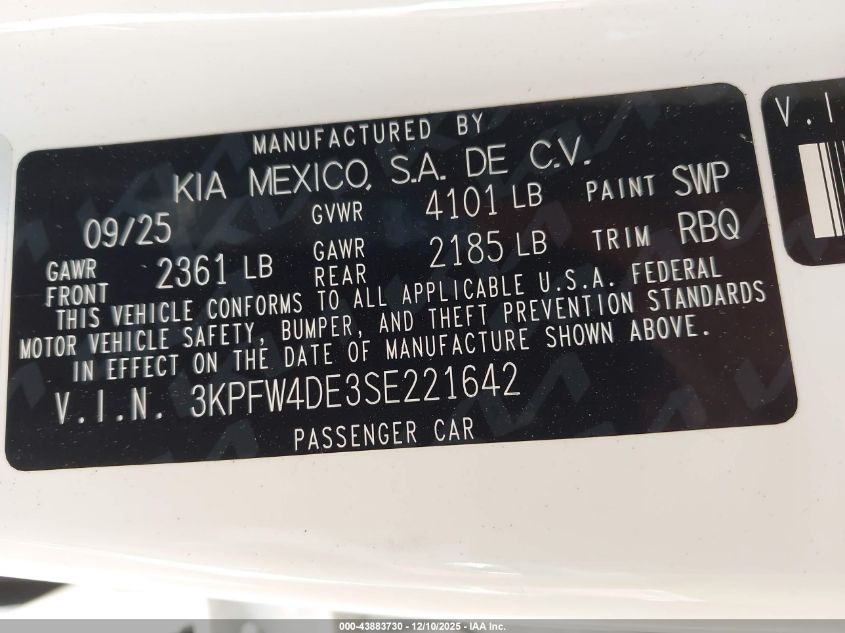 MANUFACTURED BY
KIA MEXICO, S.A. DE C.V.
09/25 GVWR 4101 LB PAINT SWP
GAWR FRONT 2361 LB GAWR REAR 2185 LB TRIM RBQ
THIS VEHICLE CONFORMS TO ALL APPLICABLE U.S.A. FEDERAL
MOTOR VEHICLE SAFETY, BUMPER, AND THEFT PREVENTION STANDARDS
IN EFFECT ON THE DATE OF MANUFACTURE SHOWN ABOVE.
V.I.N. 3KPFW4DE3SE221642
PASSENGER CAR
V.I
000-43883730 - 12/10/2025 - IAA Inc.